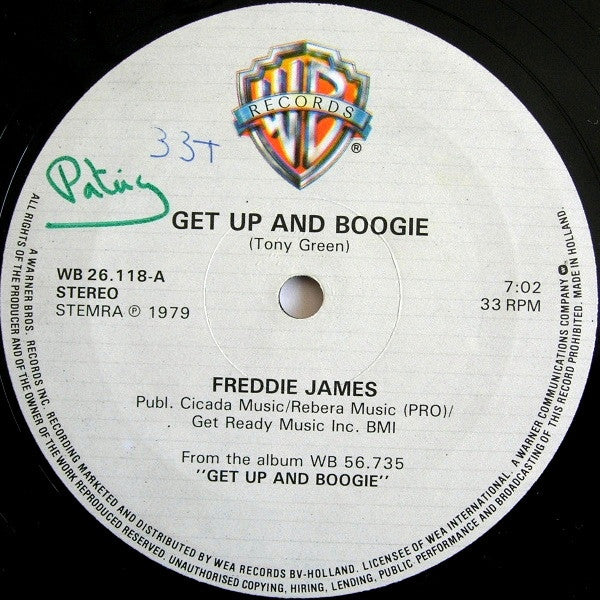 WB
RECORDS
®
33+
GET UP AND BOOGIE
(Tony Green)
WB 26.118-A
STEREO
STEMRA ℗ 1979
7:02
33 RPM
FREDDIE JAMES
Publ. Cicada Music/Rebera Music (PRO)/
Get Ready Music Inc. BMI
From the album WB 56.735
"GET UP AND BOOGIE"
A WARNER BROS. RECORDS INC. RECORDING MARKETED AND DISTRIBUTED BY WEA RECORDS BV-HOLLAND. LICENSEE OF WEA INTERNATIONAL. A WARNER COMMUNICATIONS COMPANY MADE IN HOLLAND.
ALL RIGHTS OF THE PRODUCER AND OF THE OWNER OF THE WORK REPRODUCED RESERVED. UNAUTHORISED COPYING, HIRING, LENDING, PUBLIC PERFORMANCE AND BROADCASTING OF THIS RECORD PROHIBITED.